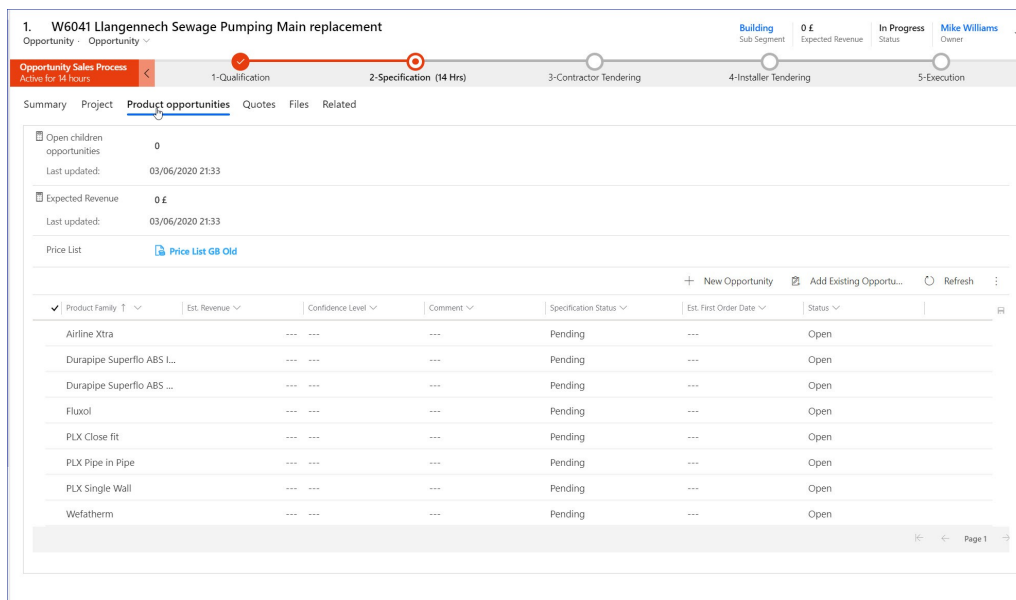 1. W6041 Llangennech Sewage Pumping Main replacement
Opportunity · Opportunity
Building
Sub Segment
0 £
Expected Revenue
In Progress
Status
Mike Williams
Owner
Opportunity Sales Process
Active for 14 hours
1-Qualification
2-Specification (14 Hrs)
3-Contractor Tendering
4-Installer Tendering
5-Execution
Summary Project Product opportunities Quotes Files Related
Open children
opportunities
0
Last updated: 03/06/2020 21:33
Expected Revenue 0 £
Last updated: 03/06/2020 21:33
Price List Price List GB Old
+ New Opportunity Add Existing Opportu... Refresh
Product Family ↑ Est. Revenue Confidence Level Comment Specification Status Est. First Order Date Status
Airline Xtra --- --- --- Pending --- Open
Durapipe Superflo ABS I... --- --- --- Pending --- Open
Durapipe Superflo ABS ... --- --- --- Pending --- Open
Fluxol --- --- --- Pending --- Open
PLX Close fit --- --- --- Pending --- Open
PLX Pipe in Pipe --- --- --- Pending --- Open
PLX Single Wall --- --- --- Pending --- Open
Wefatherm --- --- --- Pending --- Open
Page 1